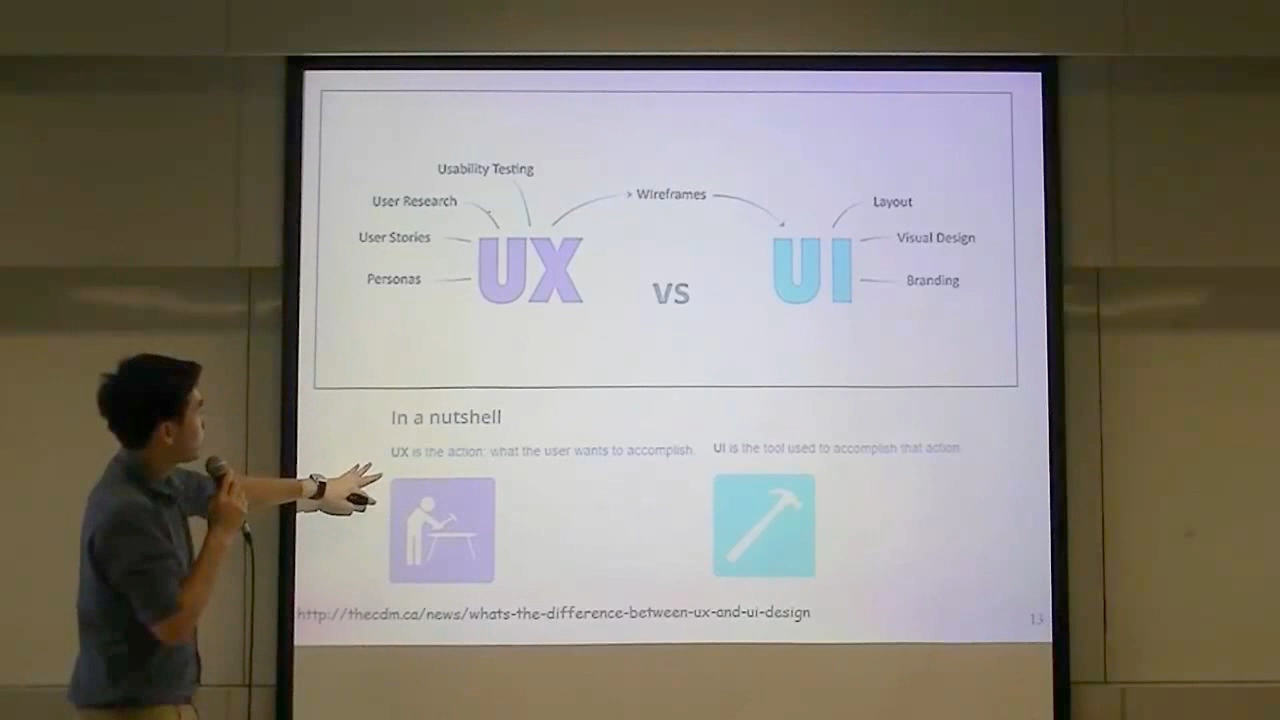 Usability Testing
User Research
User Stories
Personas
UX
Wireframes
vs
UI
Layout
Visual Design
Branding
In a nutshell
UX is the action: what the user wants to accomplish.
UI is the tool used to accomplish that action.
http://thecdm.ca/news/whats-the-difference-between-ux-and-ui-design
13